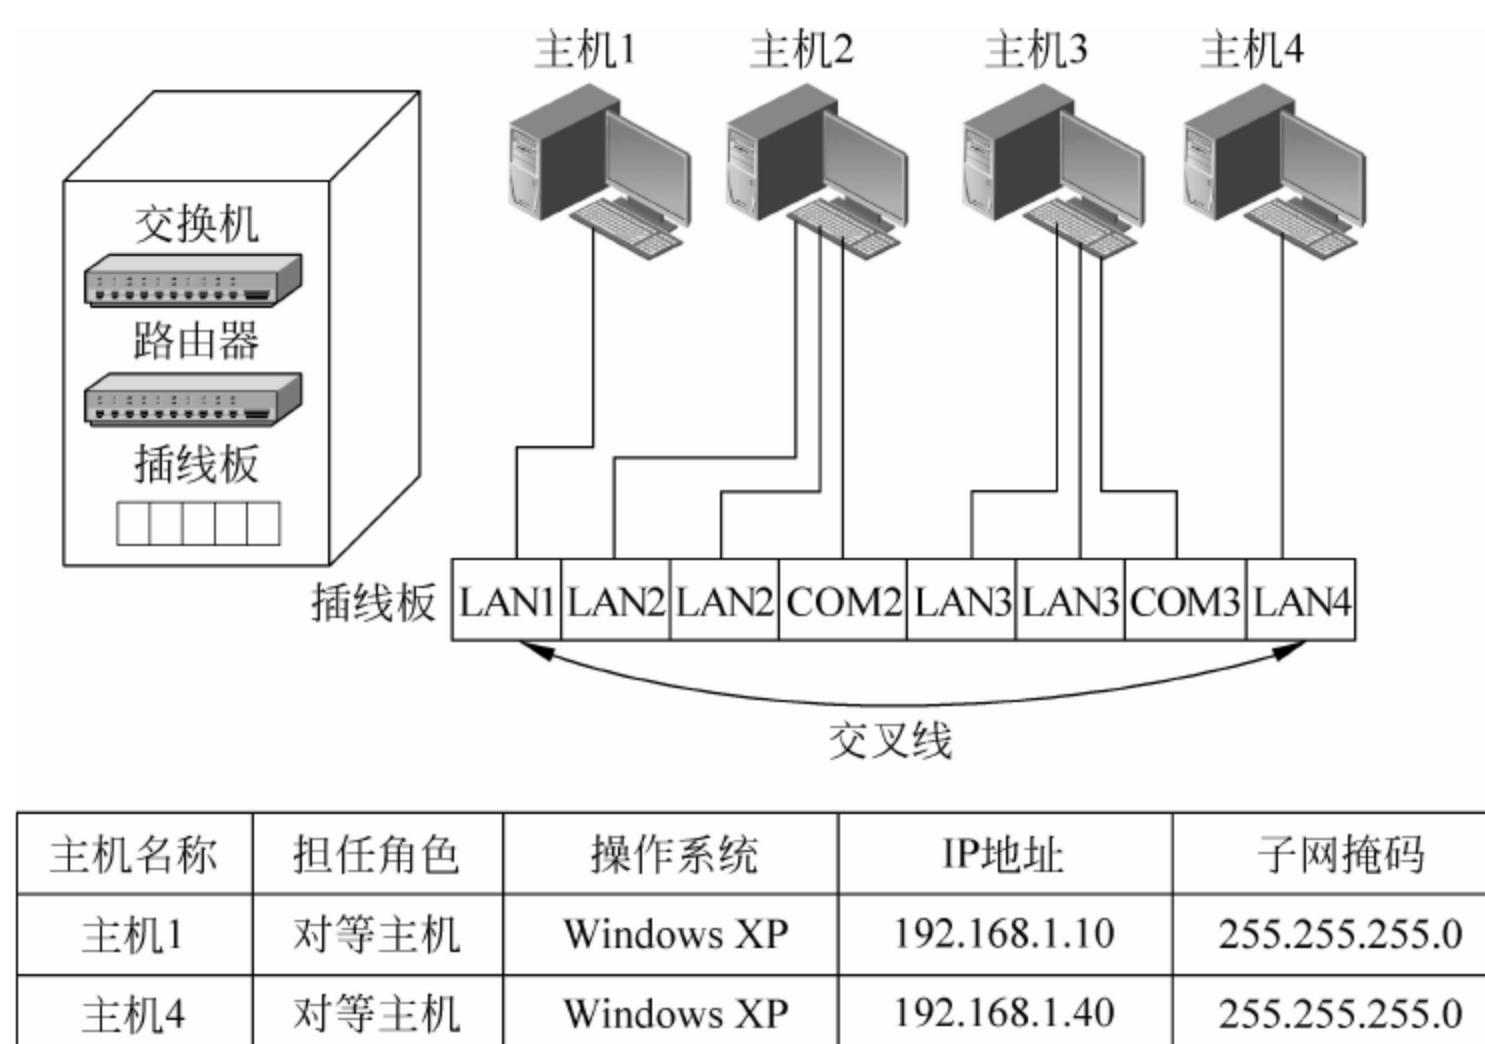 主机1 主机2 主机3 主机4
交换机
路由器
插线板
插线板 LAN1 LAN2 LAN2 COM2 LAN3 LAN3 COM3 LAN4
交叉线
主机名称 担任角色 操作系统 IP地址 子网掩码
主机1 对等主机 Windows XP 192.168.1.10 255.255.255.0
主机4 对等主机 Windows XP 192.168.1.40 255.255.255.0